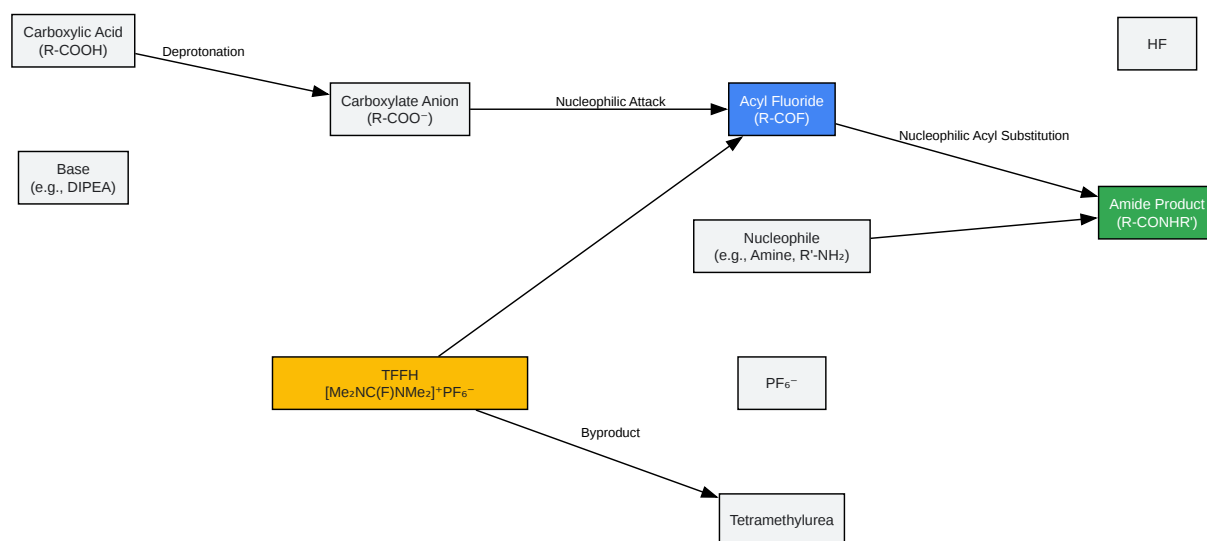 Carboxylic Acid
(R-COOH)
Deprotonation
HF
Carboxylate Anion
(R-COO⁻)
Nucleophilic Attack
Acyl Fluoride
(R-COF)
Nucleophilic Acyl Substitution
Base
(e.g., DIPEA)
Amide Product
(R-CONHR')
Nucleophile
(e.g., Amine, R'-NH₂)
TFFH
[Me₂NC(F)NMe₂]⁺PF₆⁻
PF₆⁻
Byproduct
Tetramethylurea